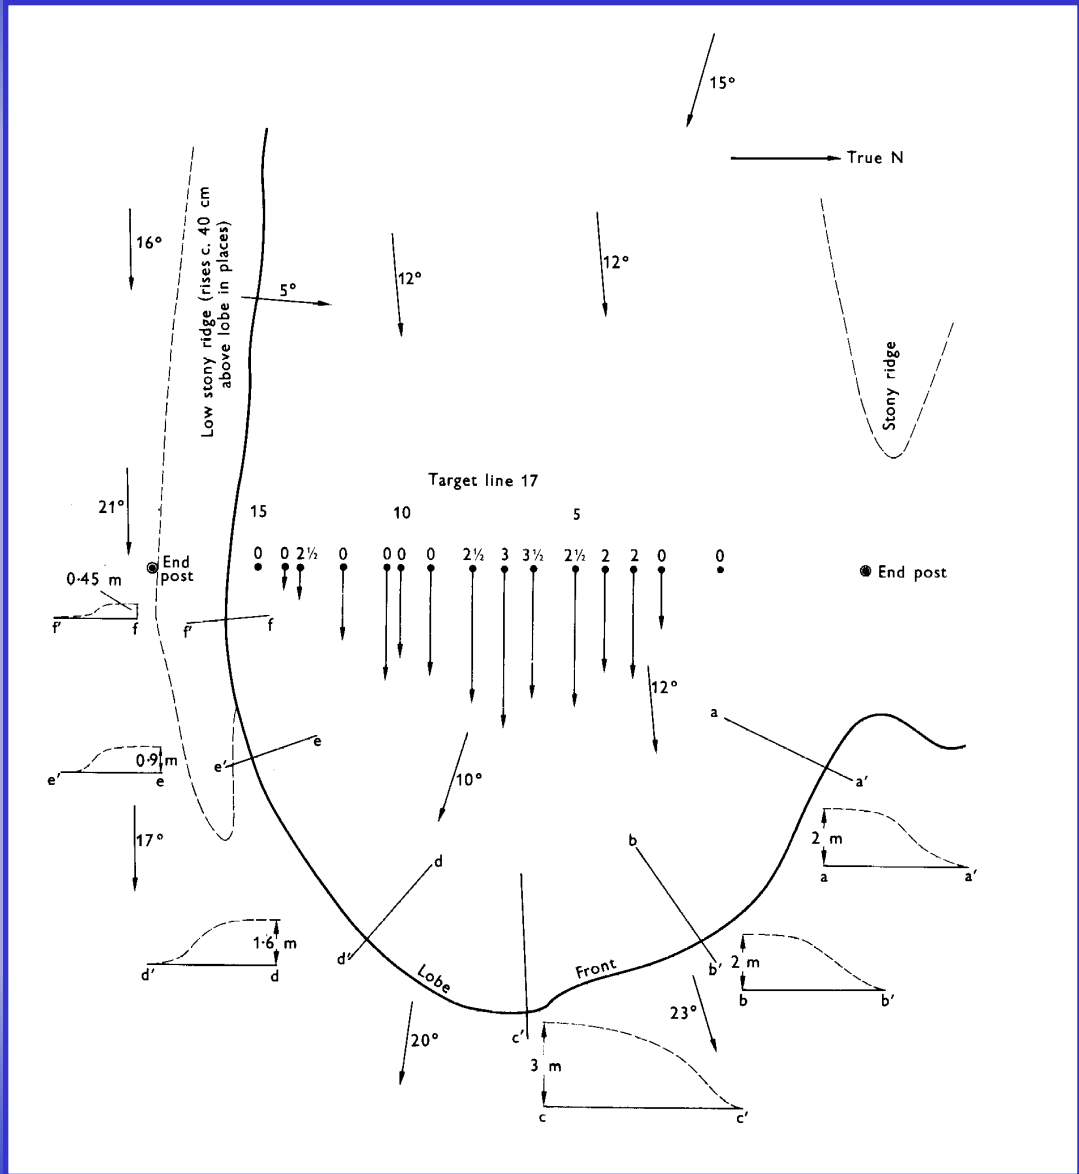 15°
True N
16°
Low stony ridge (rises c. 40 cm
above lobe in places)
12°
12°
5°
Stony ridge
Target line 17
21°
15
10
5
0 0 2½ 0 0 0 0 2½ 3 3½ 2½ 2 2 0 0
End
post
End post
0·45 m
f' f
f' f
12°
a
e
e'
0·9 m
e' e
10°
a'
17°
2 m
a a'
b
d
1·6 m
d' d
d'
Lobe
Front
b'
2 m
b b'
20°
23°
c'
3 m
c c'